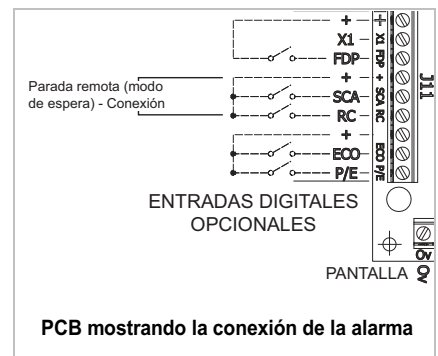 + +
X1 X1
FDP FDP
+ +
J11
Parada remota (modo
de espera) - Conexión
SCA SCA
RC RC
+
ECO ECO
P/E P/E
ENTRADAS DIGITALES
OPCIONALES
0v
PANTALLA 0v
PCB mostrando la conexión de la alarma